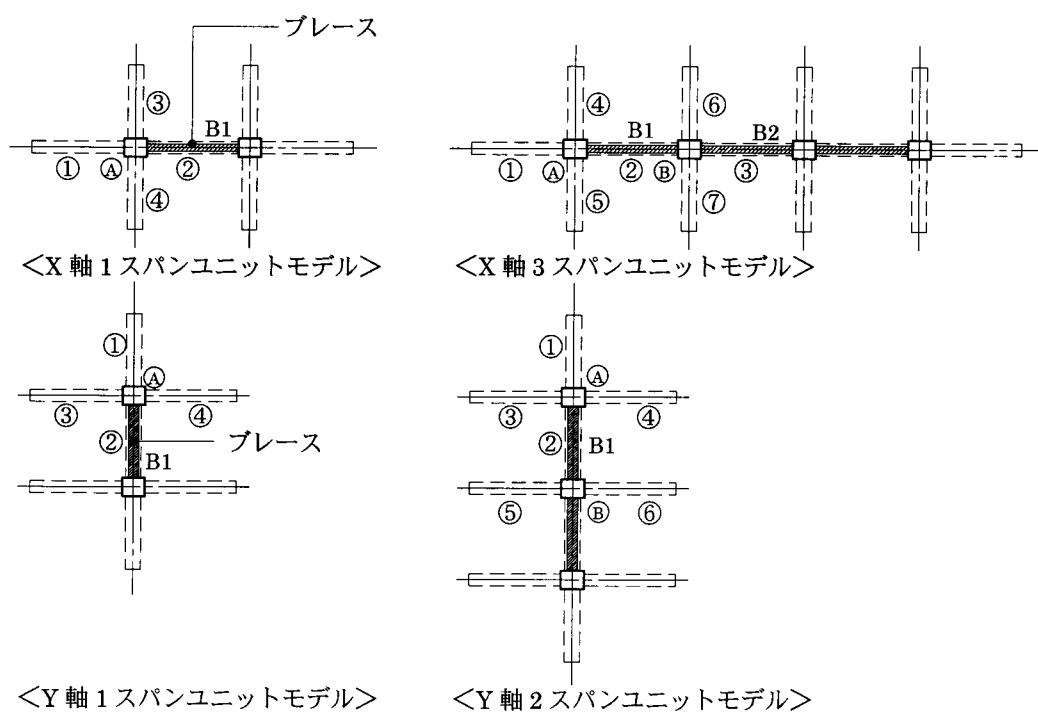 ブレース
③
B1
① Ⓐ ②
④
<X軸1スパンユニットモデル>
④ ⑥
B1 B2
① Ⓐ ② Ⓑ ③
⑤ ⑦
<X軸3スパンユニットモデル>
①
Ⓐ
③ ④
② ブレース
B1
<Y軸1スパンユニットモデル>
①
Ⓐ
③ ④
② B1
⑤ Ⓑ ⑥
<Y軸2スパンユニットモデル>